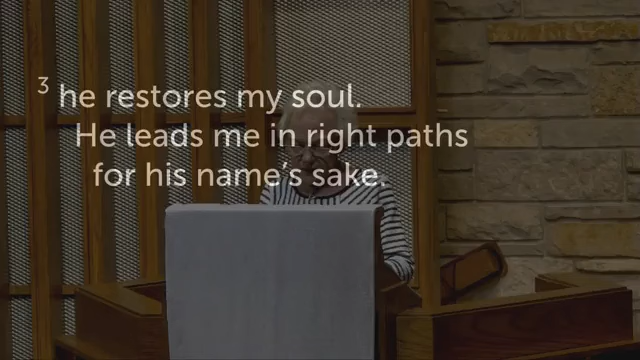 3 he restores my soul.
He leads me in right paths
for his name's sake.